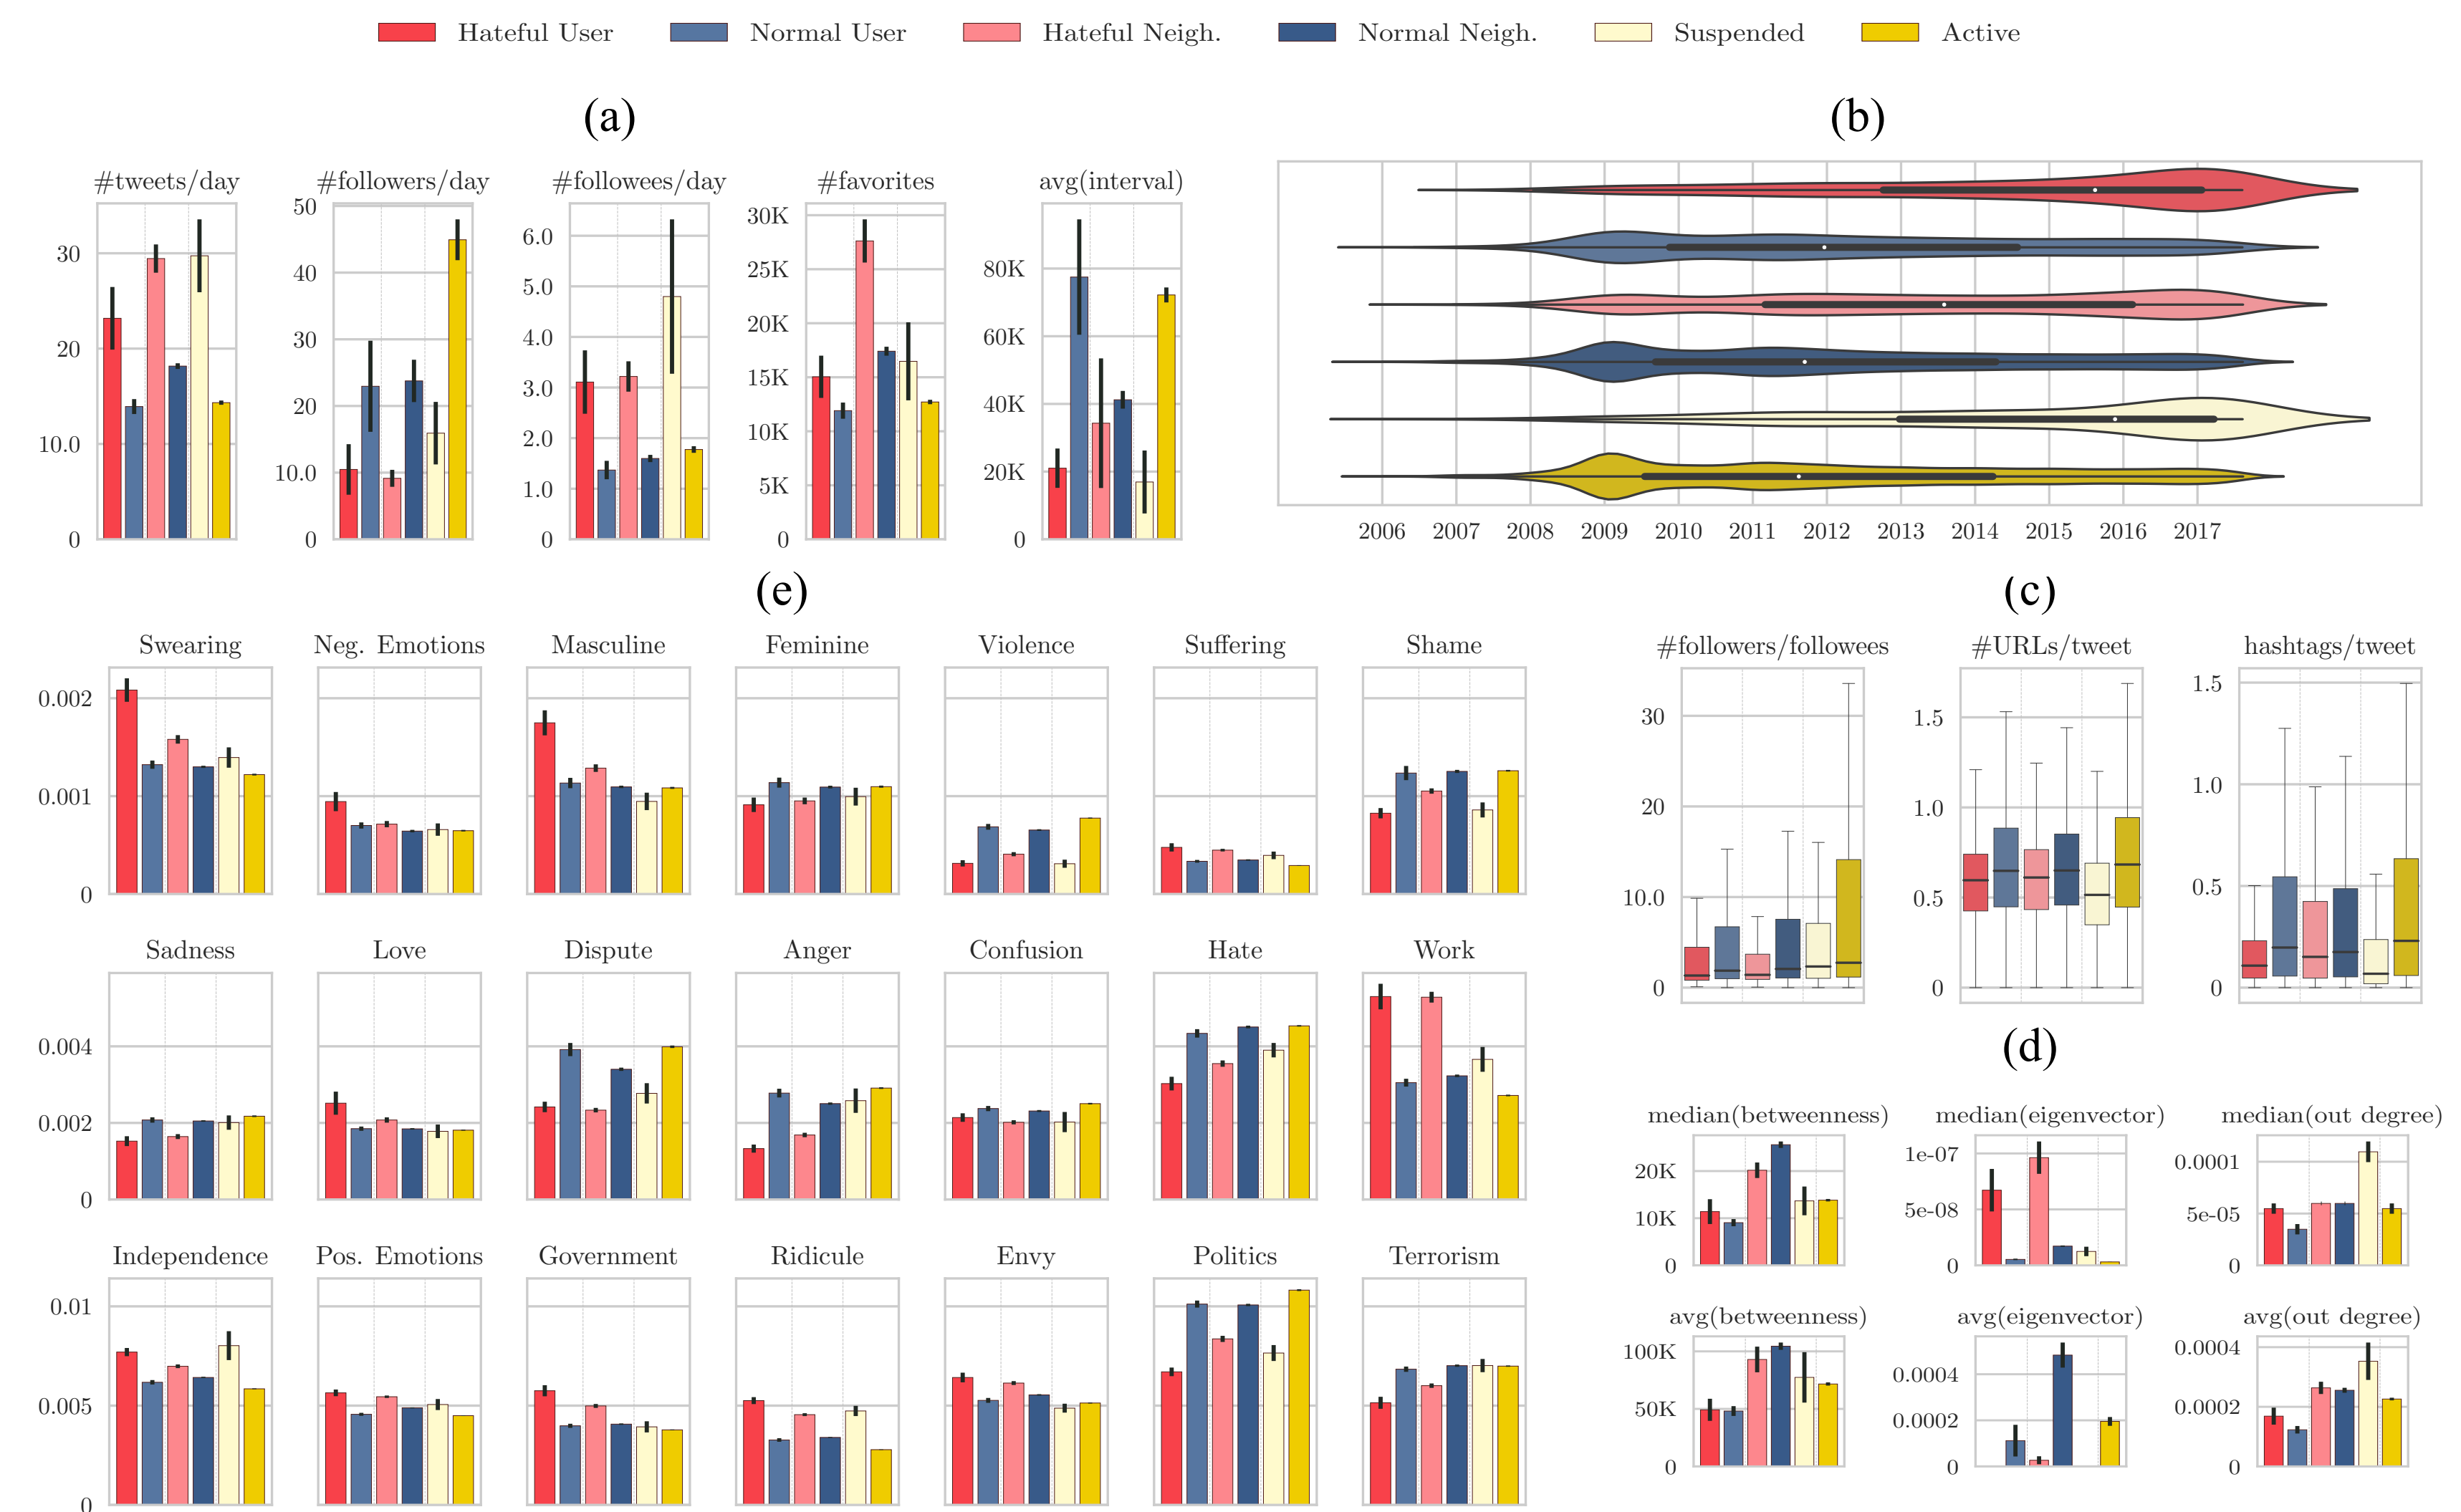 Hateful User Normal User Hateful Neigh. Normal Neigh. Suspended Active
(a)
#tweets/day #followers/day #followees/day #favorites avg(interval)
30
20
10.0
0
50
40
30
20
10.0
0
6.0
5.0
4.0
3.0
2.0
1.0
0
30K
25K
20K
15K
10K
5K
0
80K
60K
40K
20K
0
(b)
2006 2007 2008 2009 2010 2011 2012 2013 2014 2015 2016 2017
(e)
Swearing Neg. Emotions Masculine Feminine Violence Suffering Shame
0.002
0.001
0
Sadness Love Dispute Anger Confusion Hate Work
0.004
0.002
0
Independence Pos. Emotions Government Ridicule Envy Politics Terrorism
0.01
0.005
0
(c)
#followers/followees #URLs/tweet hashtags/tweet
30
20
10.0
0
1.5
1.0
0.5
0
1.5
1.0
0.5
0
(d)
median(betweenness) median(eigenvector) median(out degree)
20K
10K
0
1e-07
5e-08
0
0.0001
5e-05
0
avg(betweenness) avg(eigenvector) avg(out degree)
100K
50K
0
0.0004
0.0002
0
0.0004
0.0002
0